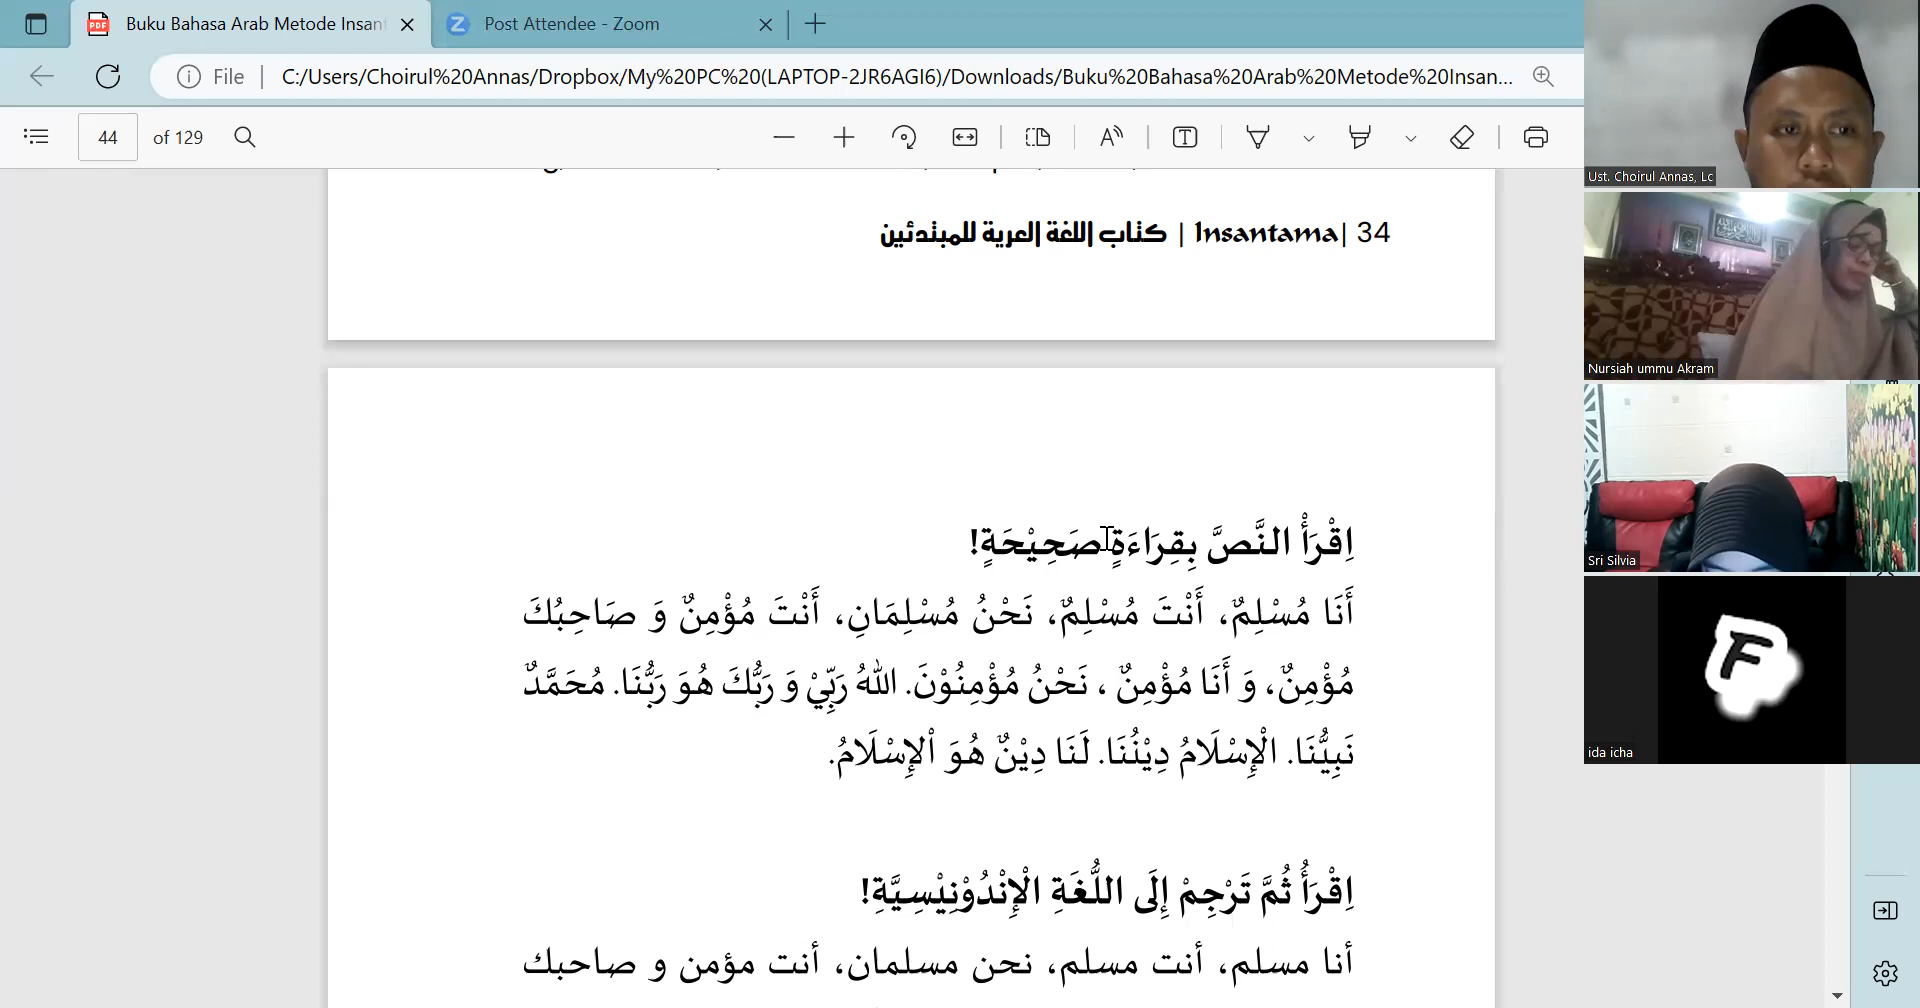 Buku Bahasa Arab Metode Insan
Post Attendee - Zoom
File
C:/Users/Choirul%20Annas/Dropbox/My%20PC%20(LAPTOP-2JR6AGI6)/Downloads/Buku%20Bahasa%20Arab%20Metode%20Insan...
44 of 129
كتاب اللغة العربة للمبتدئين | Insantama| 34
اِقْرَأْ النَّصَّ بِقِرَاءَةٍ صَحِيْحَةٍ!
أَنَا مُسْلِمٌ، أَنْتَ مُسْلِمٌ، نَحْنُ مُسْلِمَانِ، أَنْتَ مُؤْمِنٌ وَ صَاحِبُكَ
مُؤْمِنٌ، وَ أَنَا مُؤْمِنٌ ، نَحْنُ مُؤْمِنُوْنَ. اللهُ رَبِّيْ وَ رَبُّكَ هُوَ رَبُّنَا. مُحَمَّدٌ
نَبِيُّنَا. الْإِسْلَامُ دِيْنُنَا. لَنَا دِيْنٌ هُوَ ٱلْإِسْلَامُ.
اِقْرَأُ ثُمَّ تَرْجِمْ إِلَى اللُّغَةِ الْإِنْدُوْنِيْسِيَّةِ!
أنا مسلم، أنت مسلم، نحن مسلمان، أنت مؤمن و صاحبك
Ust. Choirul Annas, Lc
Nursiah ummu Akram
Sri Silvia
F
ida icha